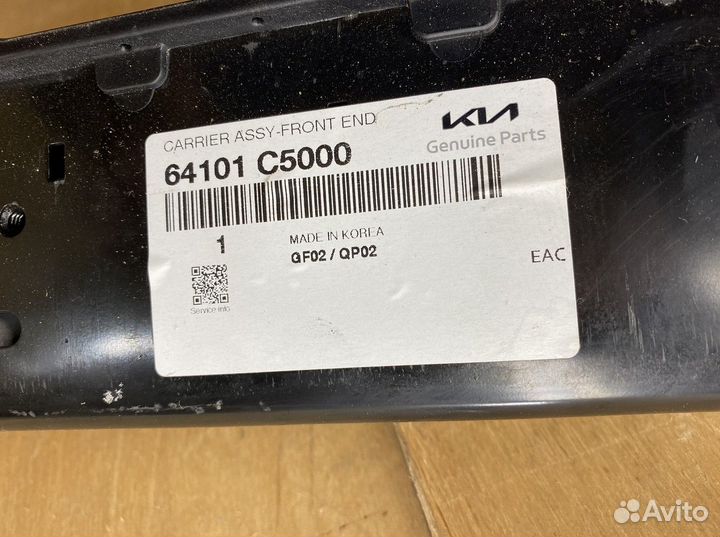 CARRIER ASSY-FRONT END
KIA
64101 C5000
Genuine Parts
1
MADE IN KOREA
GF02 / QP02
EAC
Service info
Avito